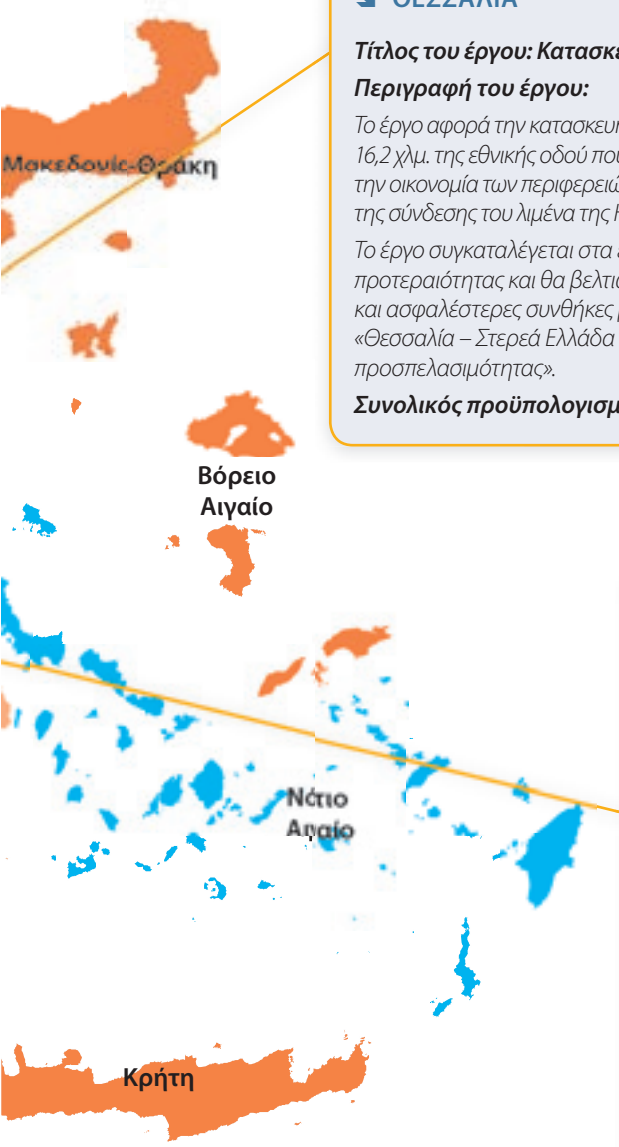 ΘΕΣΣΑΛΙΑ
Τίτλος του έργου: Κατασκε
Περιγραφή του έργου:
Το έργο αφορά την κατασκευή
16,2 χλμ. της εθνικής οδού που
την οικονομία των περιφερειώ
της σύνδεσης του λιμένα της
Το έργο συγκαταλέγεται στα έ
προτεραιότητας και θα βελτιώ
και ασφαλέστερες συνθήκες
«Θεσσαλία – Στερεά Ελλάδα
προσπελασιμότητας».
Συνολικός προϋπολογισμ
Μακεδονία-Θράκη
Βόρειο
Αιγαίο
Νότιο
Αιγαίο
Κρήτη